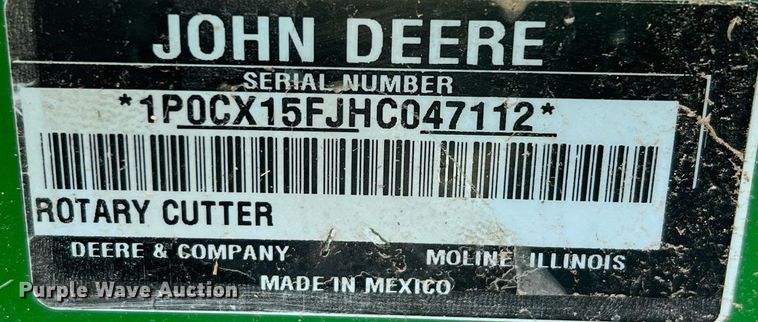 JOHN DEERE
SERIAL NUMBER
*1P0CX15FJHC047112*
ROTARY CUTTER
DEERE & COMPANY MOLINE, ILLINOIS
MADE IN MEXICO
Purple Wave Auction